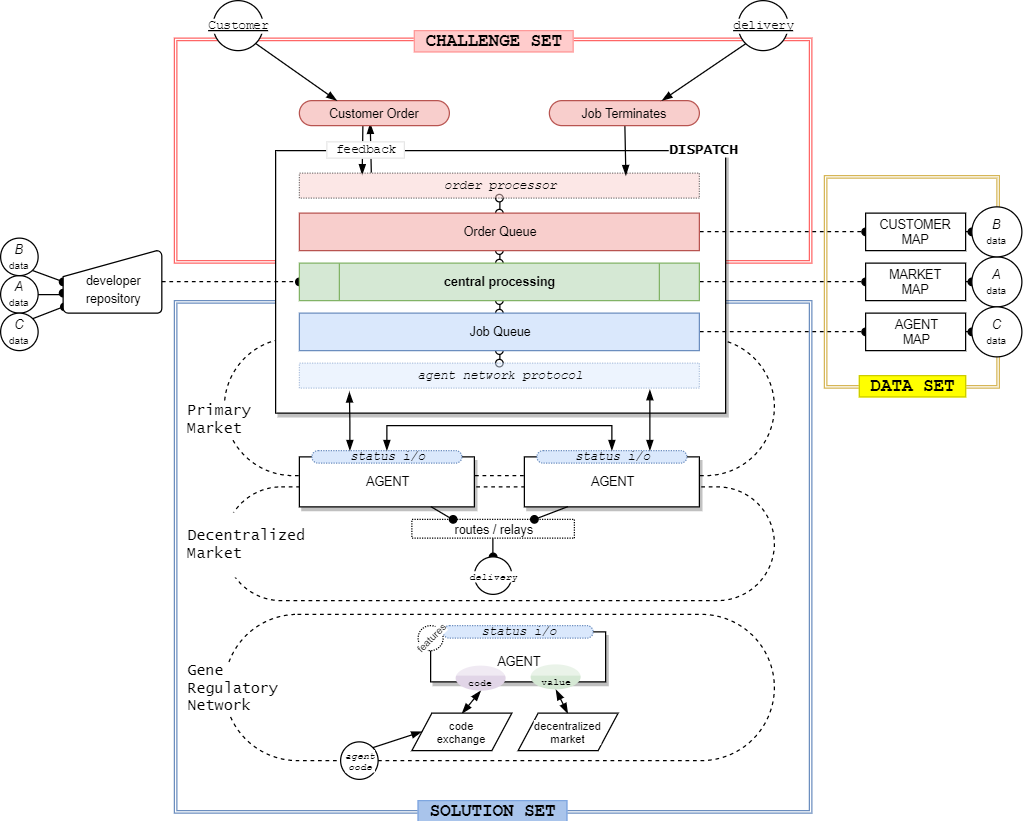 Customer
delivery
CHALLENGE SET
Customer Order
Job Terminates
feedback
DISPATCH
order processor
Order Queue
central processing
Job Queue
agent network protocol
B
data
A
data
C
data
developer
repository
CUSTOMER
MAP
B
data
MARKET
MAP
A
data
AGENT
MAP
C
data
DATA SET
Primary
Market
status i/o
AGENT
status i/o
AGENT
Decentralized
Market
routes / relays
delivery
Gene
Regulatory
Network
features
status i/o
AGENT
code
value
code
exchange
decentralized
market
agent
code
SOLUTION SET